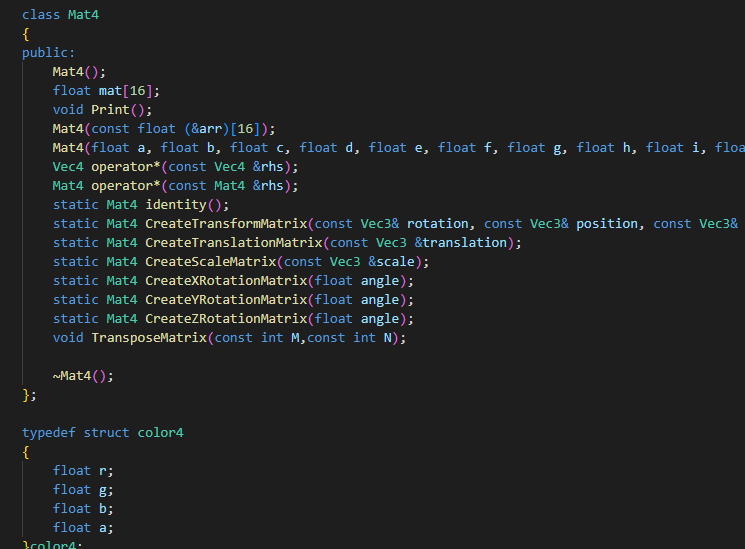 class Mat4
{
public:
    Mat4();
    float mat[16];
    void Print();
    Mat4(const float (&arr)[16]);
    Mat4(float a, float b, float c, float d, float e, float f, float g, float h, float i, floa
    Vec4 operator*(const Vec4 &rhs);
    Mat4 operator*(const Mat4 &rhs);
    static Mat4 identity();
    static Mat4 CreateTransformMatrix(const Vec3& rotation, const Vec3& position, const Vec3&
    static Mat4 CreateTranslationMatrix(const Vec3 &translation);
    static Mat4 CreateScaleMatrix(const Vec3 &scale);
    static Mat4 CreateXRotationMatrix(float angle);
    static Mat4 CreateYRotationMatrix(float angle);
    static Mat4 CreateZRotationMatrix(float angle);
    void TransposeMatrix(const int M,const int N);
    ~Mat4();
};
typedef struct color4
{
    float r;
    float g;
    float b;
    float a;
}color4;